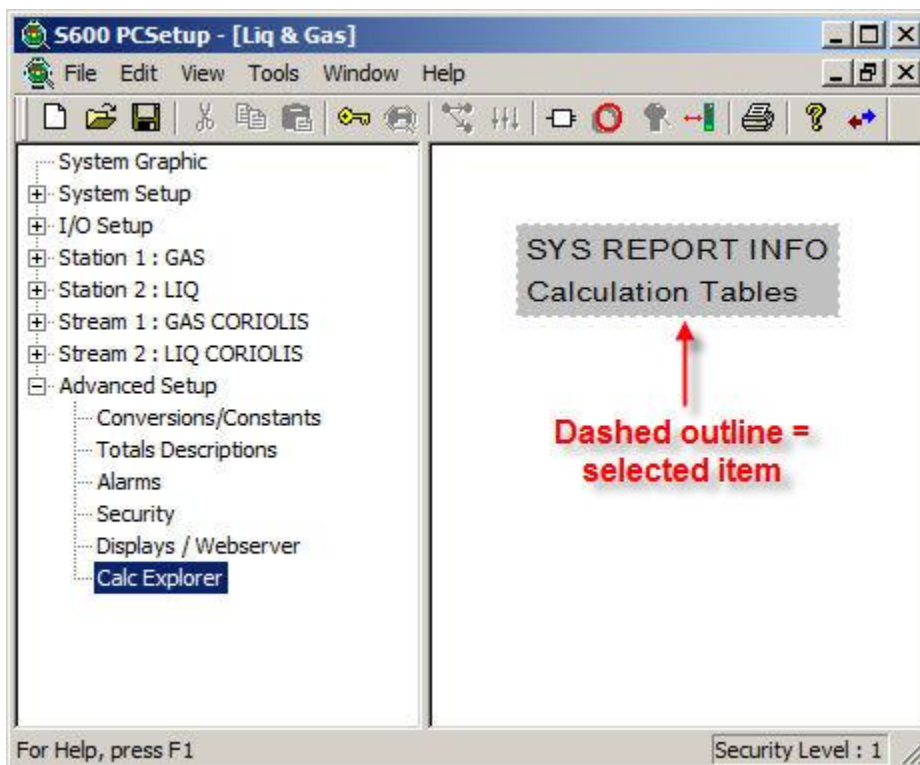 S600 PCSetup - [Liq & Gas]
File Edit View Tools Window Help
System Graphic
System Setup
I/O Setup
Station 1 : GAS
Station 2 : LIQ
Stream 1 : GAS CORIOLIS
Stream 2 : LIQ CORIOLIS
Advanced Setup
Conversions/Constants
Totals Descriptions
Alarms
Security
Displays / Webserver
Calc Explorer
SYS REPORT INFO
Calculation Tables
Dashed outline =
selected item
For Help, press F1
Security Level : 1